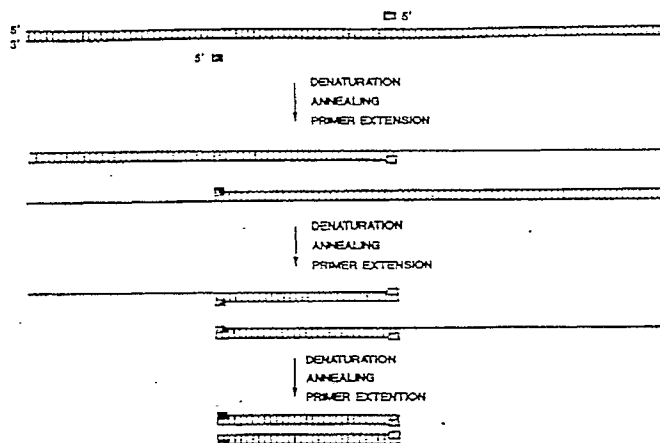 5'
5'
3'
5'
DENATURATION
ANNEALING
PRIMER EXTENSION
DENATURATION
ANNEALING
PRIMER EXTENSION
DENATURATION
ANNEALING
PRIMER EXTENTION